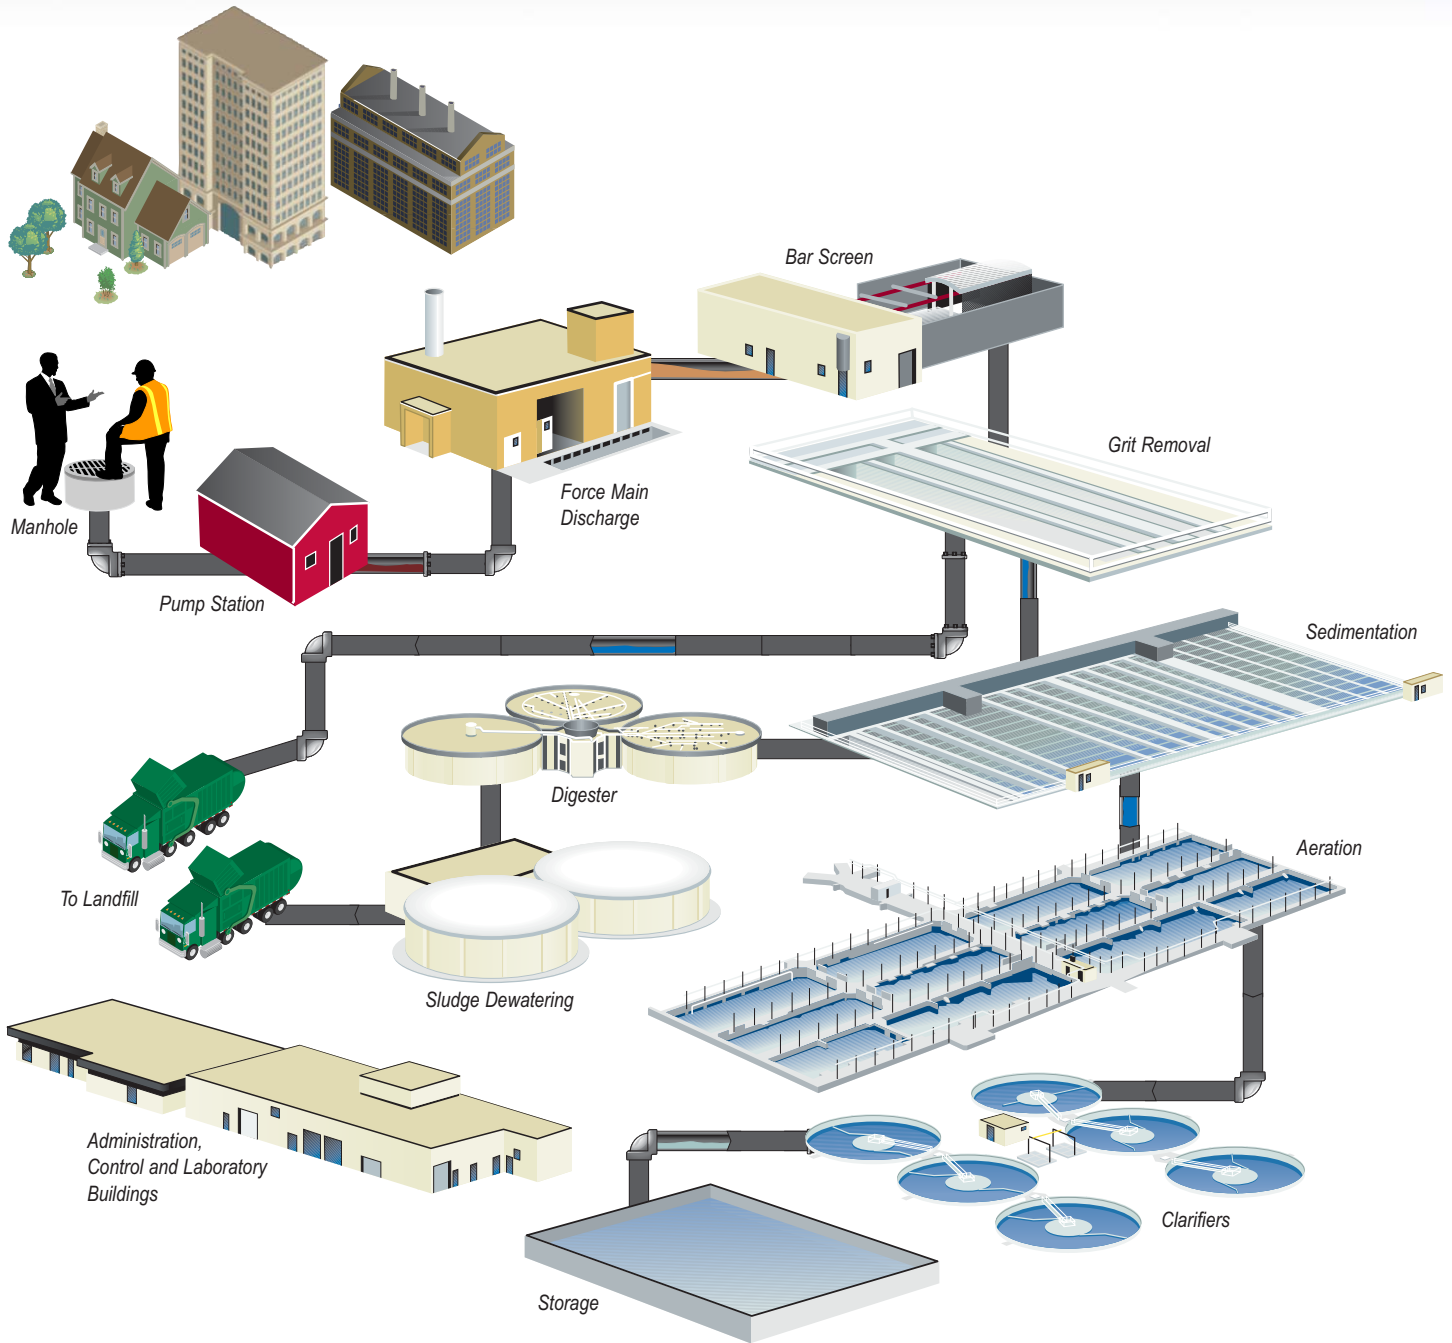 Bar Screen
Grit Removal
Force Main
Discharge
Manhole
Pump Station
Sedimentation
Digester
Aeration
To Landfill
Sludge Dewatering
Administration,
Control and Laboratory
Buildings
Clarifiers
Storage